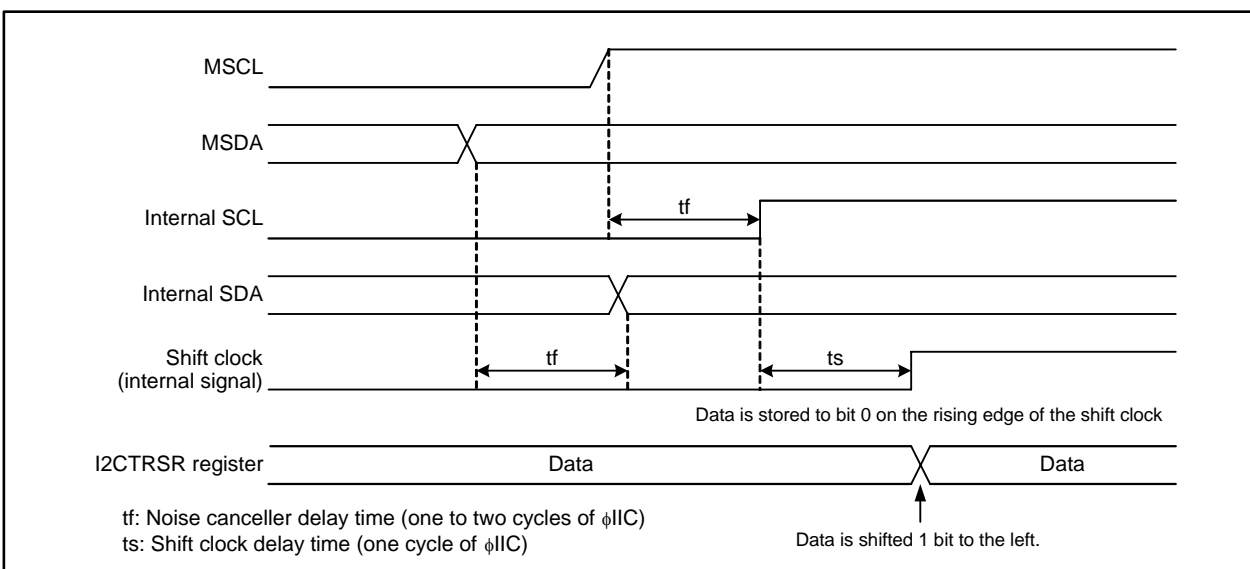 MSCL
MSDA
Internal SCL
tf
Internal SDA
Shift clock
(internal signal)
tf
ts
Data is stored to bit 0 on the rising edge of the shift clock
I2CTRSR register
Data
Data
tf: Noise canceller delay time (one to two cycles of ϕIIC)
ts: Shift clock delay time (one cycle of ϕIIC)
Data is shifted 1 bit to the left.